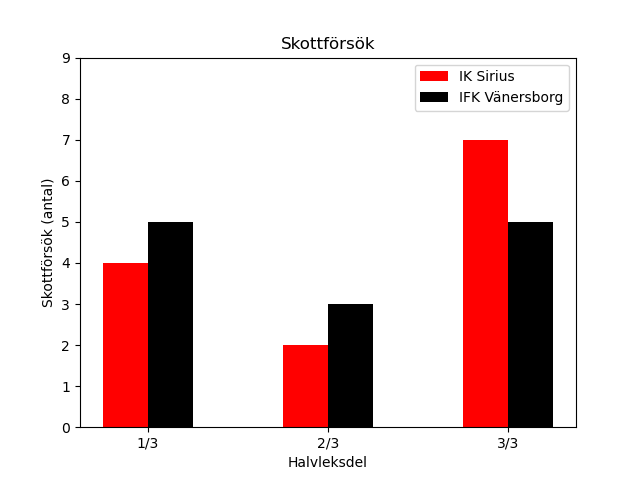 Skottförsök
IK Sirius
IFK Vänersborg
Skottförsök (antal)
9
8
7
6
5
4
3
2
1
0
1/3 2/3 3/3
Halvleksdel